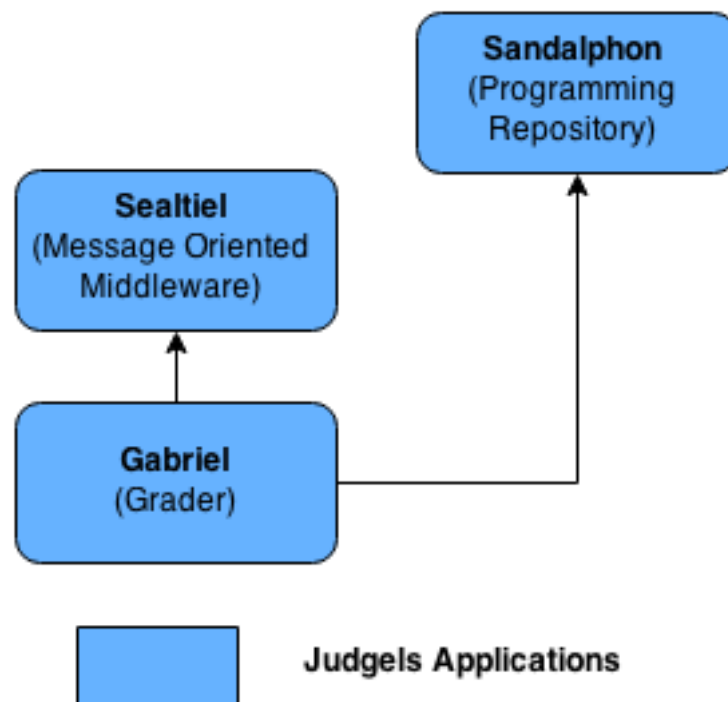 Sandalphon
(Programming
Repository)
Sealtiel
(Message Oriented
Middleware)
Gabriel
(Grader)
Judgels Applications